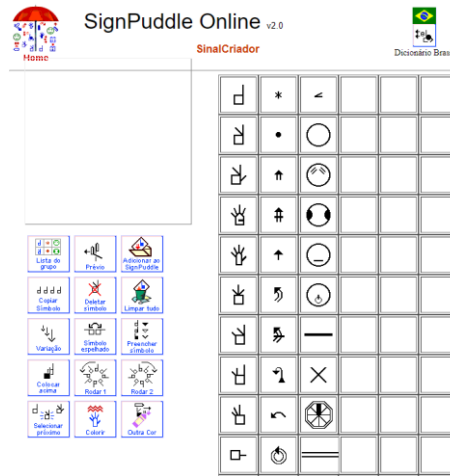 SignPuddle Online v2.0
SinalCriador
Home
Dicionário Bras
Lista do grupo
Prévio
Adicionar ao SignPuddle
Copiar Símbolo
Deletar símbolo
Limpar tudo
Variação
Símbolo espelhado
Preencher símbolo
Colocar acima
Rodar 1
Rodar 2
Selecionar próximo
Colorir
Outra Cor